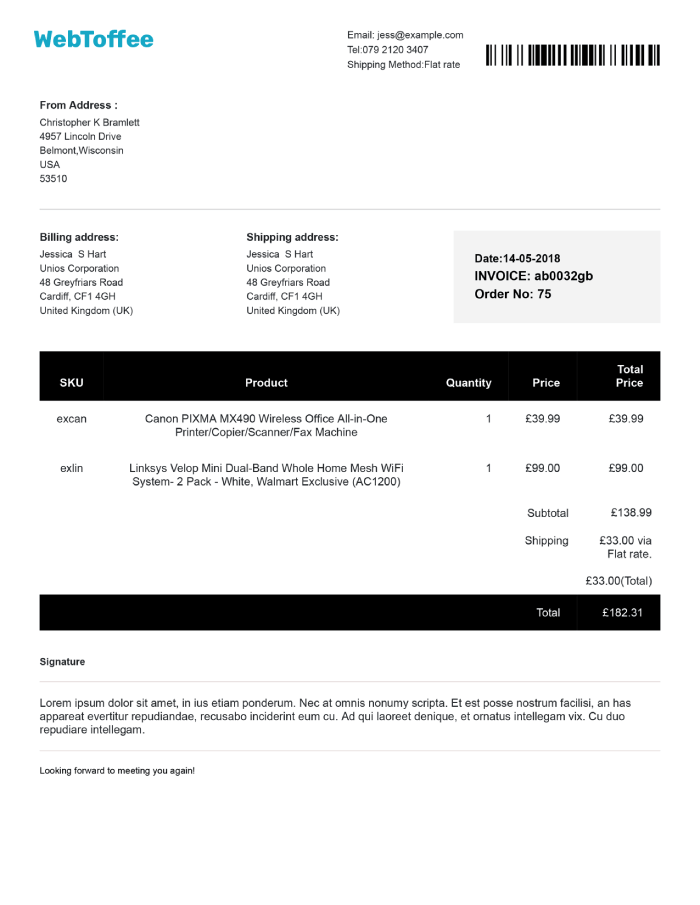 WebToffee
Email: jess@example.com
Tel:079 2120 3407
Shipping Method:Flat rate
From Address :
Christopher K Bramlett
4957 Lincoln Drive
Belmont,Wisconsin
USA
53510
Billing address:
Jessica S Hart
Unios Corporation
48 Greyfriars Road
Cardiff, CF1 4GH
United Kingdom (UK)
Shipping address:
Jessica S Hart
Unios Corporation
48 Greyfriars Road
Cardiff, CF1 4GH
United Kingdom (UK)
Date:14-05-2018
INVOICE: ab0032gb
Order No: 75
SKU Product Quantity Price Total Price
excan Canon PIXMA MX490 Wireless Office All-in-One 1 £39.99 £39.99
Printer/Copier/Scanner/Fax Machine
exlin Linksys Velop Mini Dual-Band Whole Home Mesh WiFi 1 £99.00 £99.00
System- 2 Pack - White, Walmart Exclusive (AC1200)
Subtotal £138.99
Shipping £33.00 via
Flat rate.
£33.00(Total)
Total £182.31
Signature
Lorem ipsum dolor sit amet, in ius etiam ponderum. Nec at omnis nonumy scripta. Et est posse nostrum facilisi, an has
appareat evertitur repudiandae, recusabo inciderint eum cu. Ad qui laoreet denique, et ornatus intellegam vix. Cu duo
repudiare intellegam.
Looking forward to meeting you again!